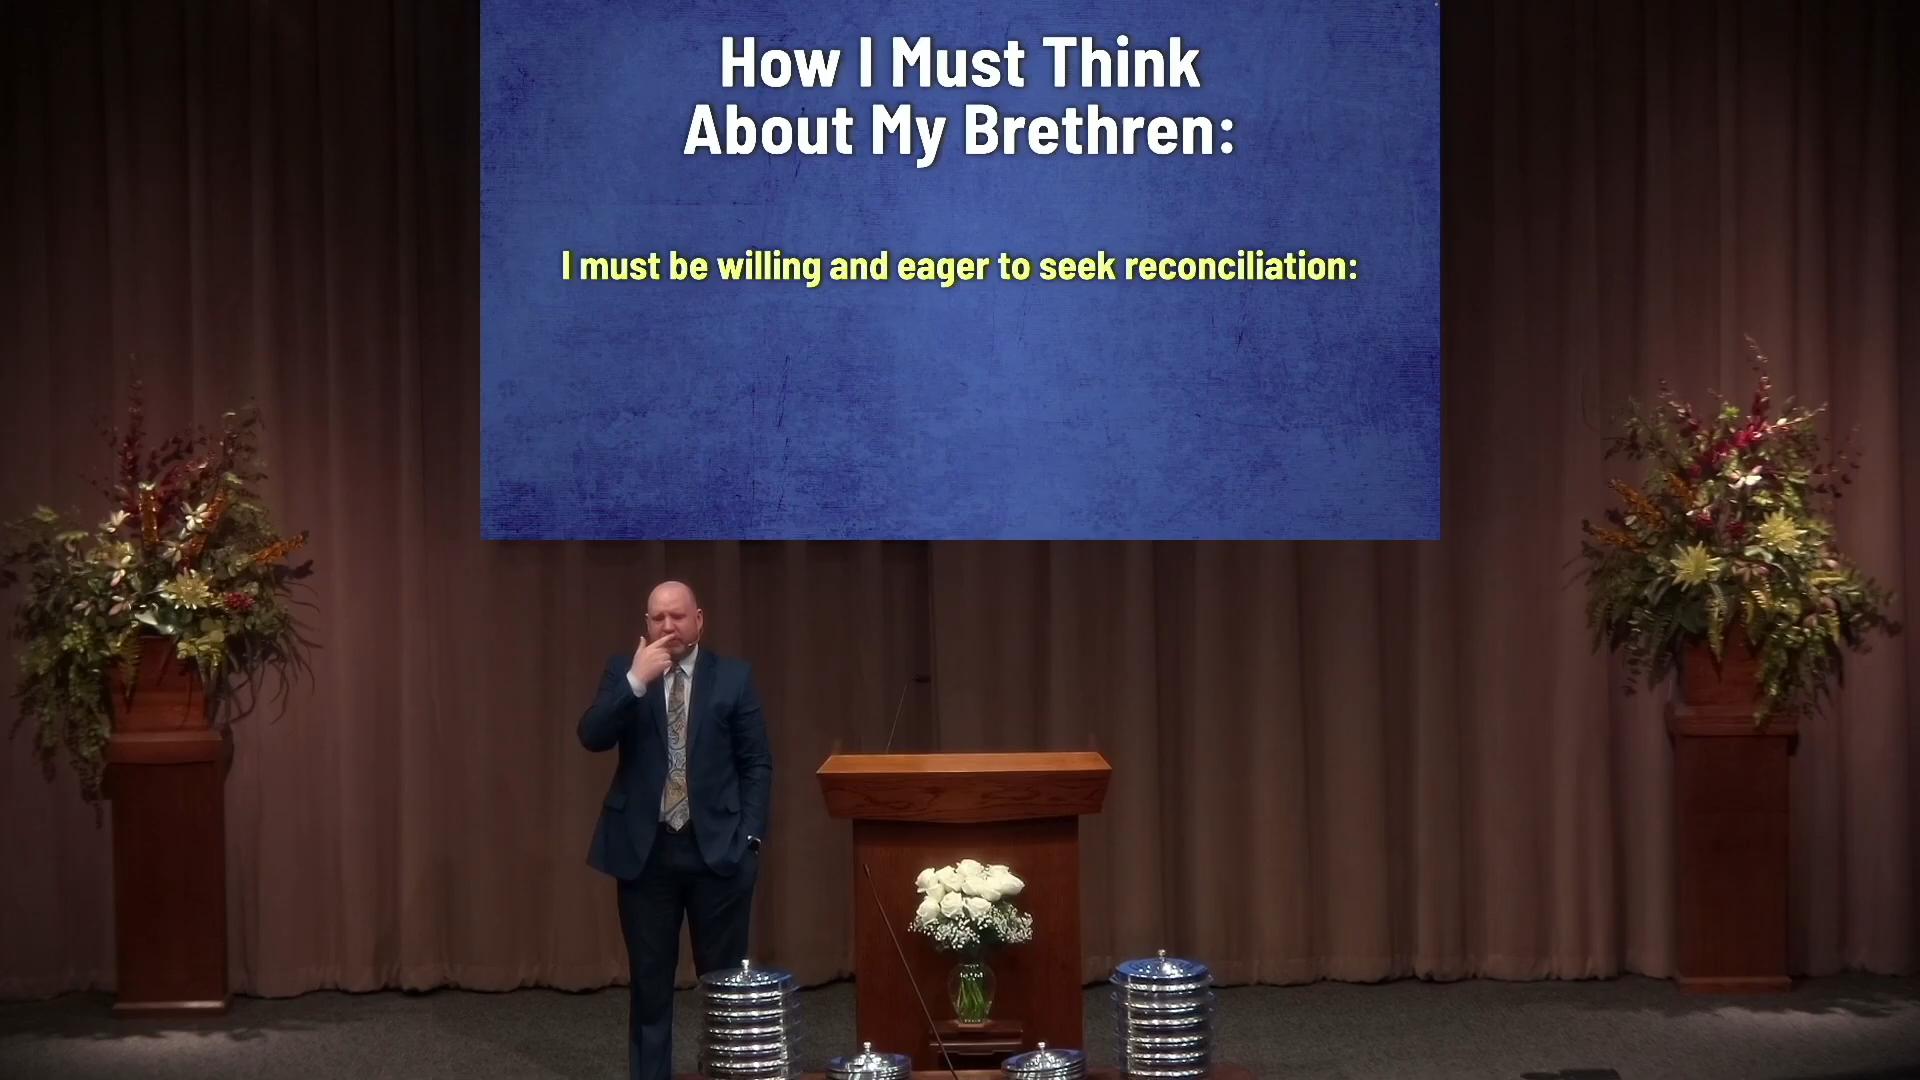 How I Must Think
About My Brethren:
I must be willing and eager to seek reconciliation: